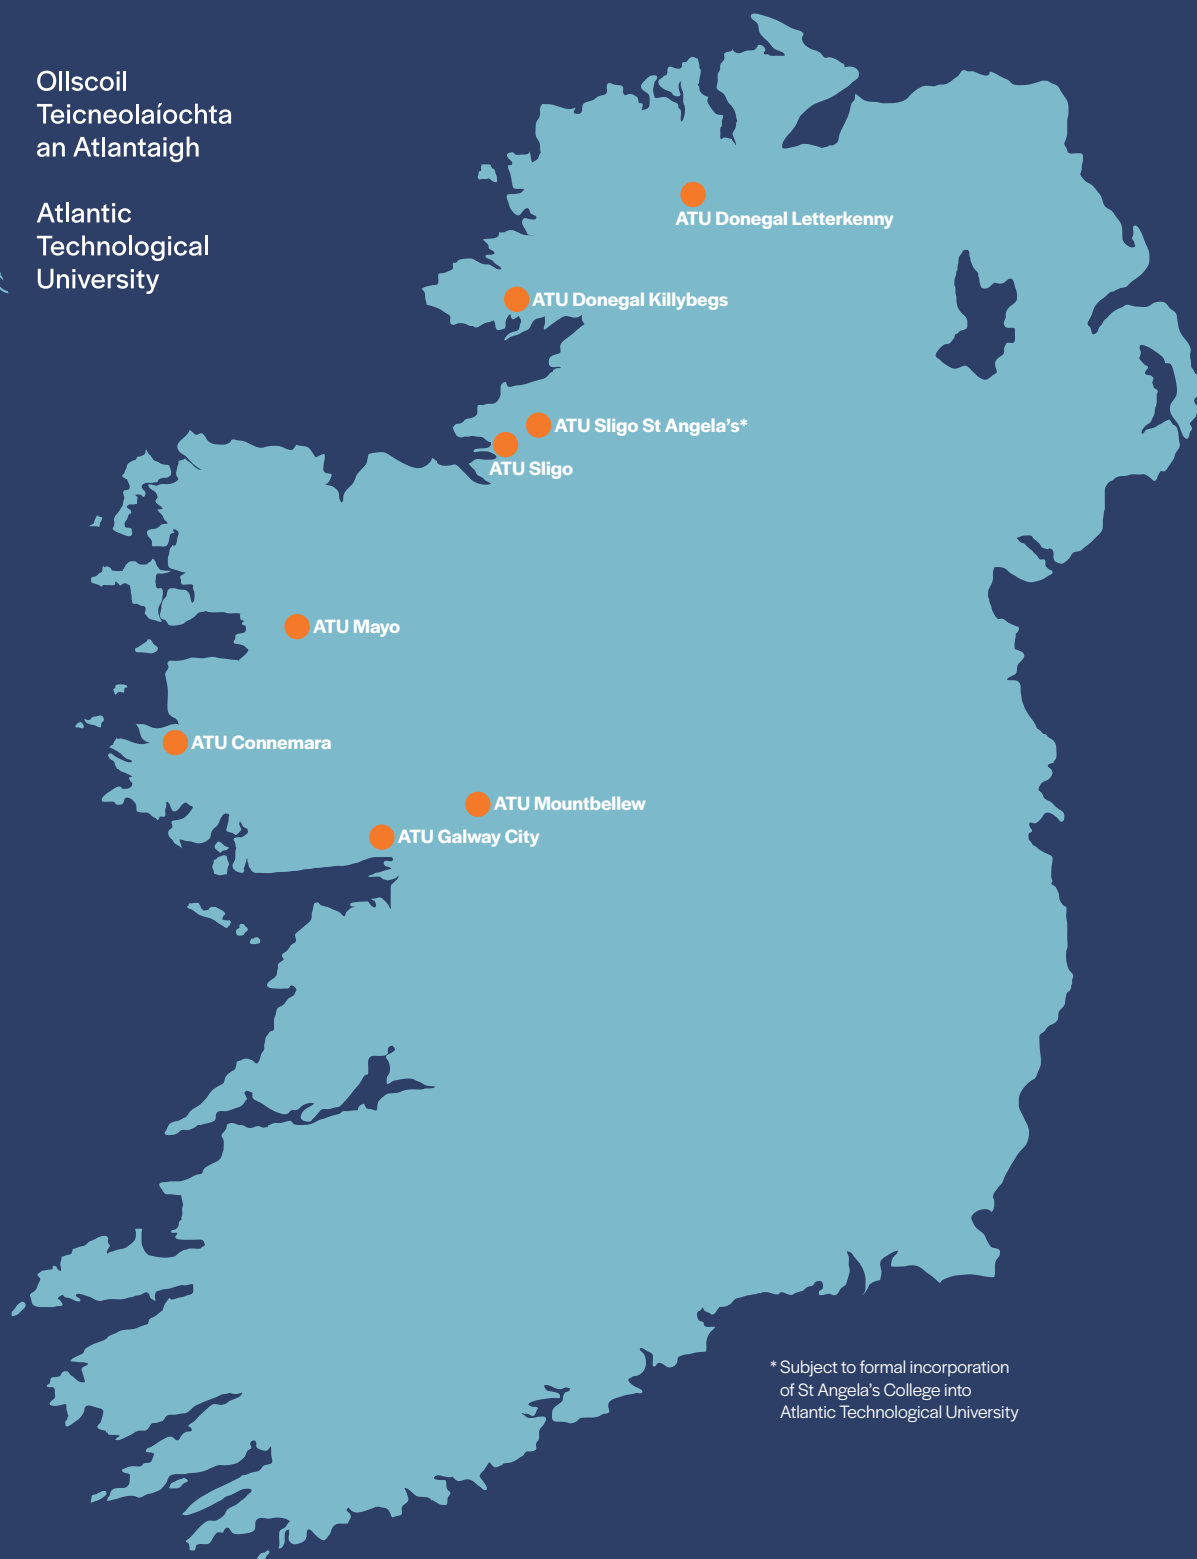 Ollscoil
Teicneolaíochta
an Atlantaigh
Atlantic
Technological
University
ATU Donegal Letterkenny
ATU Donegal Killybegs
ATU Sligo St Angela’s*
ATU Sligo
ATU Mayo
ATU Connemara
ATU Mountbellew
ATU Galway City
* Subject to formal incorporation
of St Angela’s College into
Atlantic Technological University